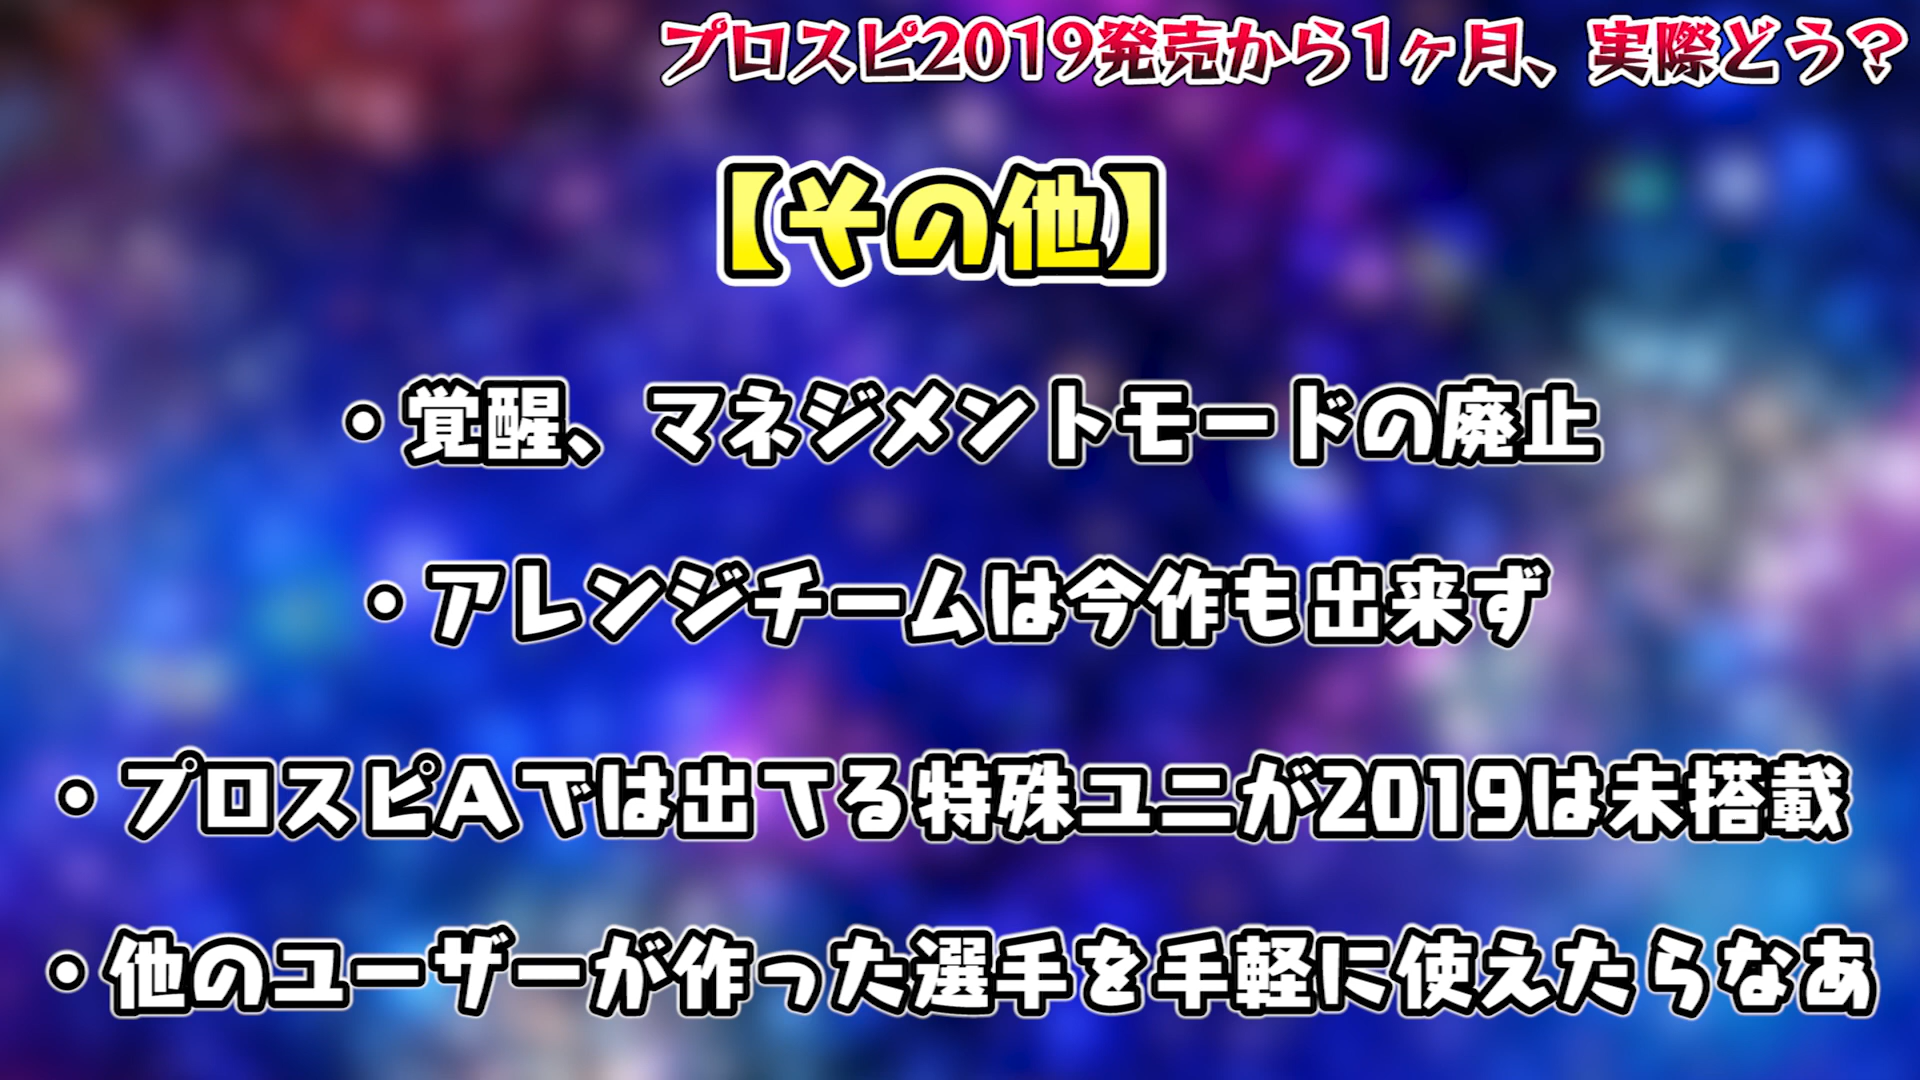 プロスピ2019発売から1ヶ月、実際どう?
【その他】
・覚醒、マネジメントモードの廃止
・アレンジチームは今作も出来ず
・プロスピAでは出てる特殊ユニが2019は未搭載
・他のユーザーが作った選手を手軽に使えたらなあ